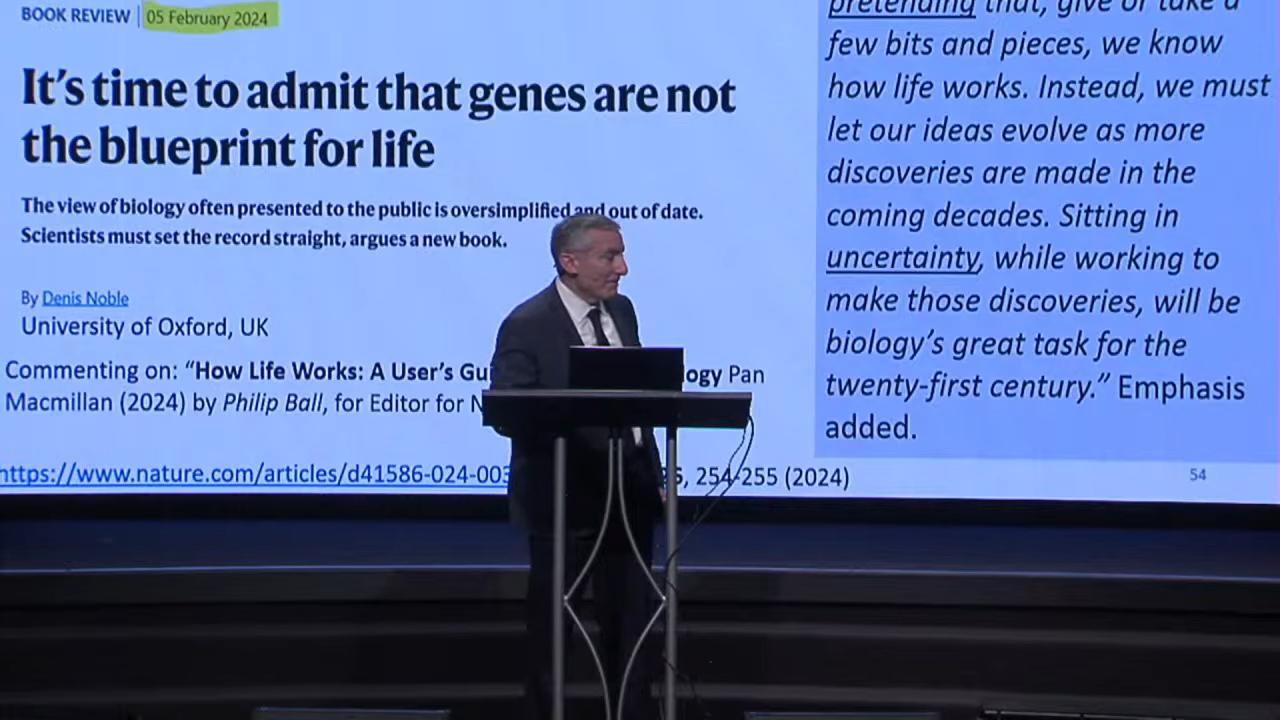 BOOK REVIEW | 05 February 2024
It's time to admit that genes are not
the blueprint for life
The view of biology often presented to the public is oversimplified and out of date.
Scientists must set the record straight, argues a new book.
By Denis Noble
University of Oxford, UK
Commenting on: “How Life Works: A User's ogy Pan
Macmillan (2024) by Philip Ball, for Editor for
https://www.nature.com/articles/d41586-024-003 254-255 (2024)
pretending that, give or take a
few bits and pieces, we know
how life works. Instead, we must
let our ideas evolve as more
discoveries are made in the
coming decades. Sitting in
uncertainty, while working to
make those discoveries, will be
biology's great task for the
twenty-first century.” Emphasis
added.
54